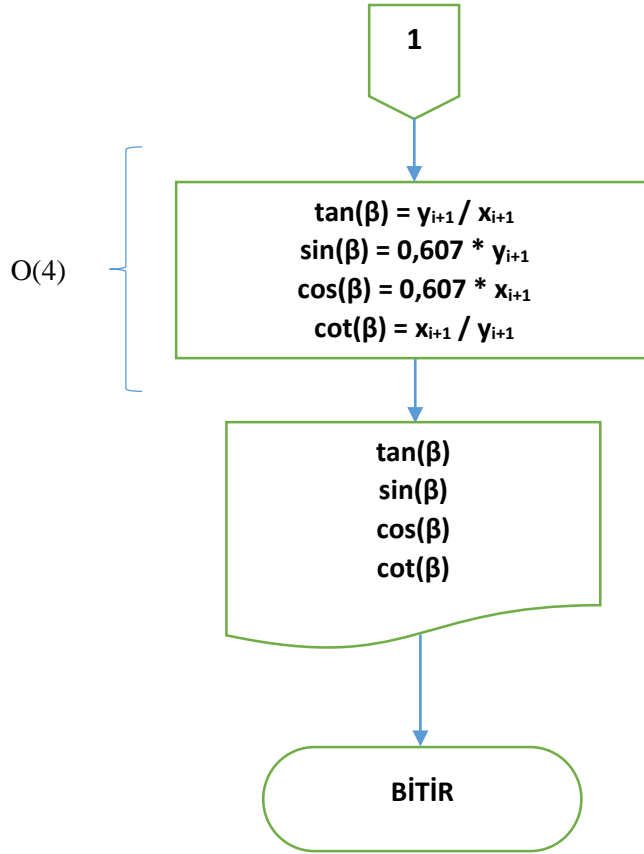 1
O(4)
tan(β) = yᵢ₊₁ / xᵢ₊₁
sin(β) = 0,607 * yᵢ₊₁
cos(β) = 0,607 * xᵢ₊₁
cot(β) = xᵢ₊₁ / yᵢ₊₁
tan(β)
sin(β)
cos(β)
cot(β)
BİTİR